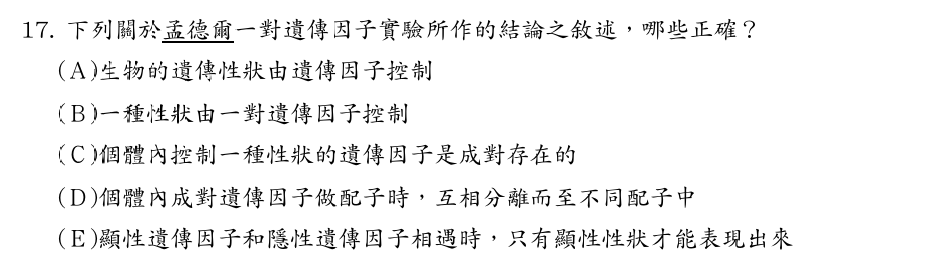 17. 下列關於孟德爾一對遺傳因子實驗所作的結論之敘述，哪些正確？
(A)生物的遺傳性狀由遺傳因子控制
(B)一種性狀由一對遺傳因子控制
(C)個體內控制一種性狀的遺傳因子是成對存在的
(D)個體內成對遺傳因子做配子時，互相分離而至不同配子中
(E)顯性遺傳因子和隱性遺傳因子相遇時，只有顯性性狀才能表現出來